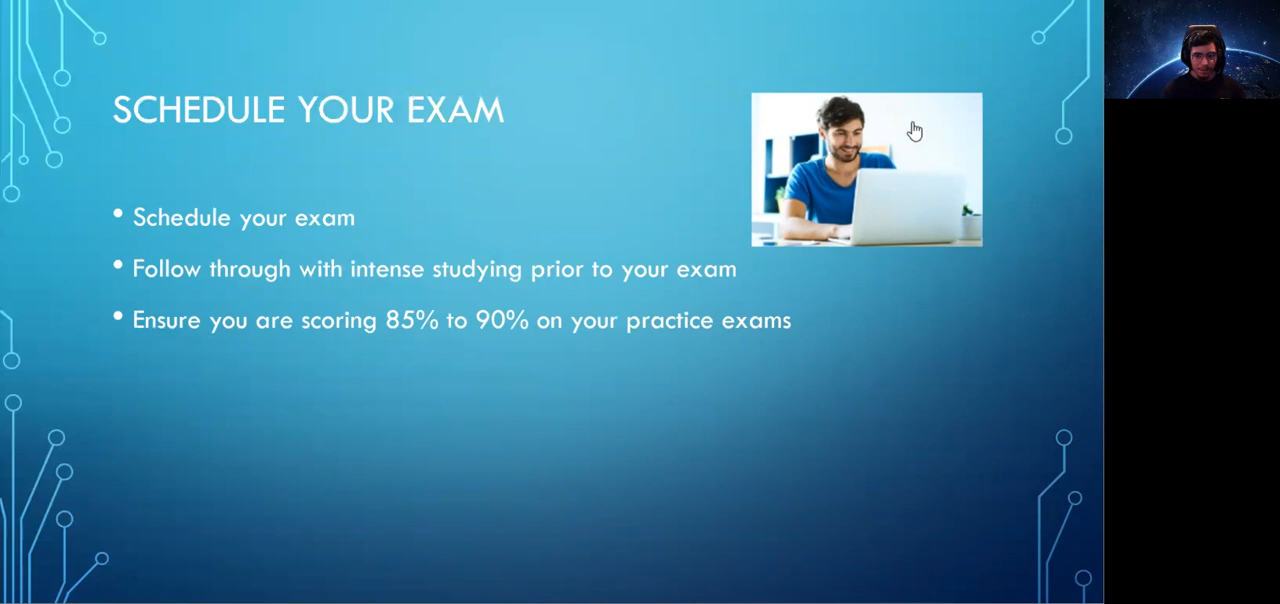 SCHEDULE YOUR EXAM
• Schedule your exam
• Follow through with intense studying prior to your exam
• Ensure you are scoring 85% to 90% on your practice exams